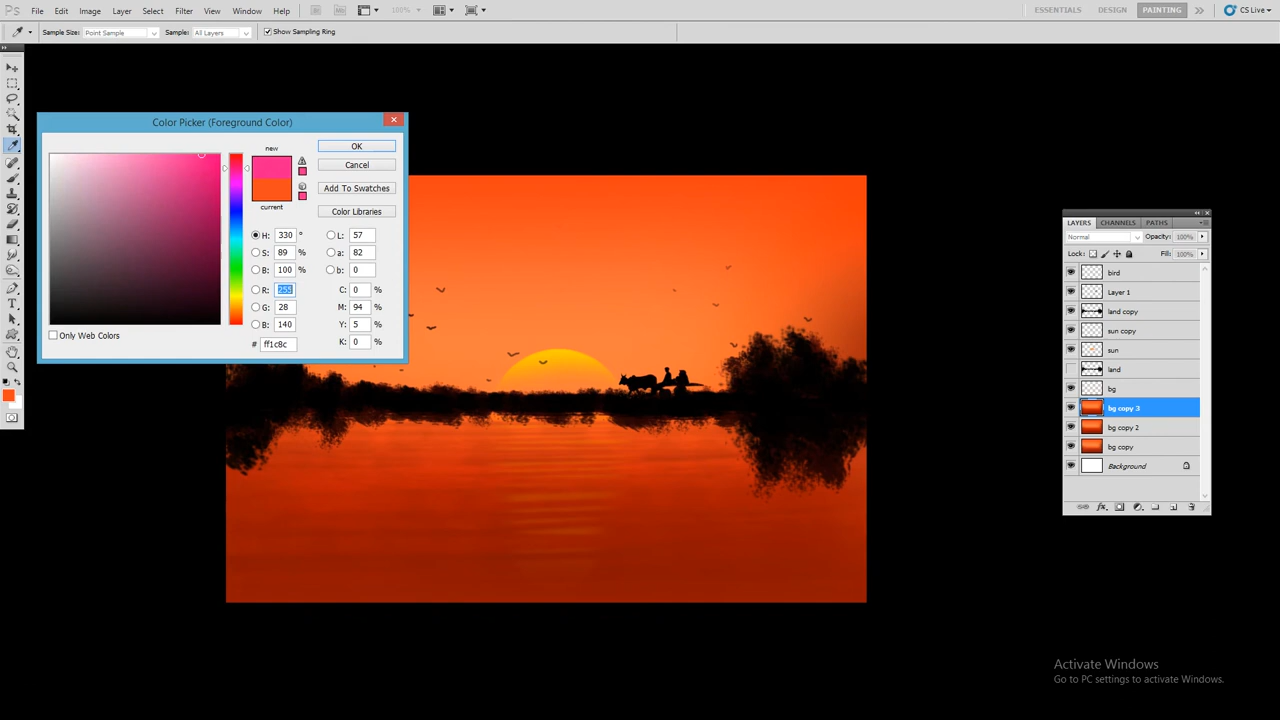 Ps File Edit Image Layer Select Filter View Window Help 100% ESSENTIALS DESIGN PAINTING CS Live
Sample Size: Point Sample Sample: All Layers Show Sampling Ring
Color Picker (Foreground Color)
new
current
OK
Cancel
Add To Swatches
Color Libraries
H: 330 ° L: 57
S: 89 % a: 82
B: 100 % b: 0
R: 255 C: 0 %
G: 28 M: 94 %
B: 140 Y: 5 %
# ff1c8c K: 0 %
Only Web Colors
LAYERS CHANNELS PATHS
Normal Opacity: 100%
Lock: Fill: 100%
bird
Layer 1
land copy
sun copy
sun
land
bg
bg copy 3
bg copy 2
bg copy
Background
fx
Activate Windows
Go to PC settings to activate Windows.